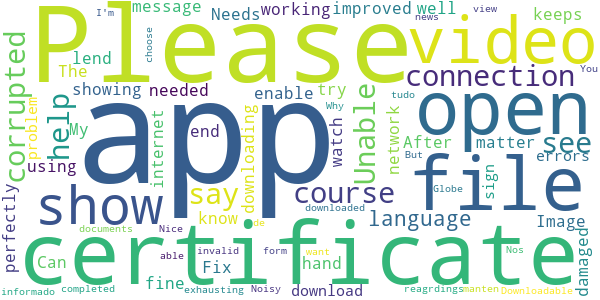 I'm message Needs working improved well news view
Please video choose keeps
lend
The
showing needed enable try
corrupted help My problem
app
Unable connection
open see
internet end downloading Why watch network After matter tudo You But errors
using
perfectly
show say course file sign Globe
know downloaded language Image damaged
de
certificate
documents Nice invalid form want Nos
Can fine Fix able hand
informado completed exhausting Noisy download reagrdings manten Downloadable